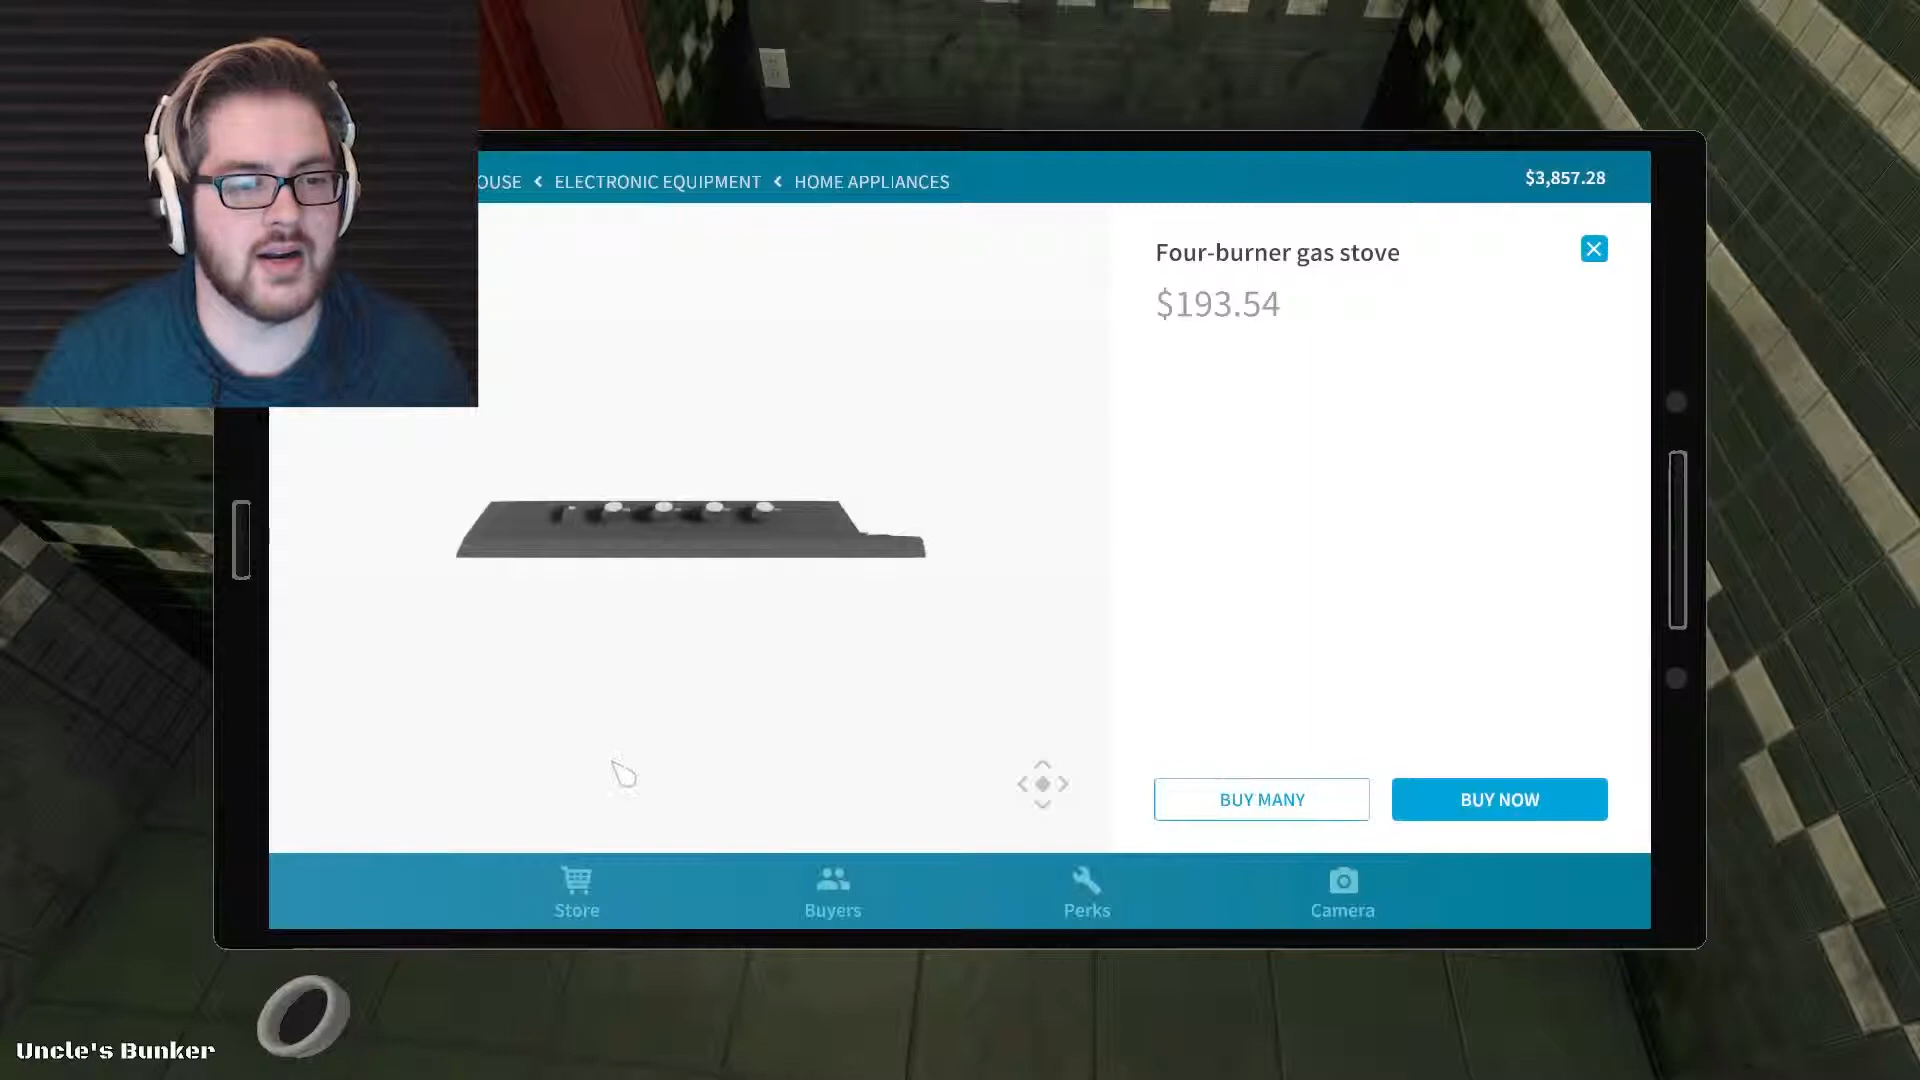 OUSE < ELECTRONIC EQUIPMENT < HOME APPLIANCES
$3,857.28
Four-burner gas stove
$193.54
BUY MANY
BUY NOW
Store
Buyers
Perks
Camera
Uncle's Bunker